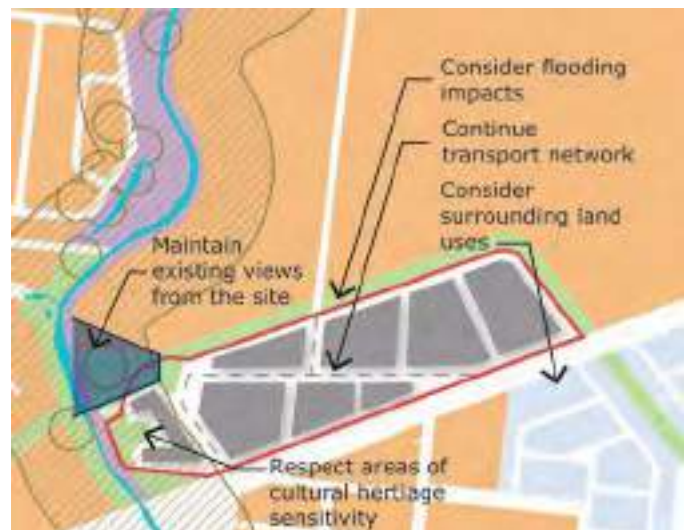 Consider flooding
impacts
Continue
transport network
Consider
surrounding land
uses
Maintain
existing views
from the site
Respect areas of
cultural hertiage
sensitivity